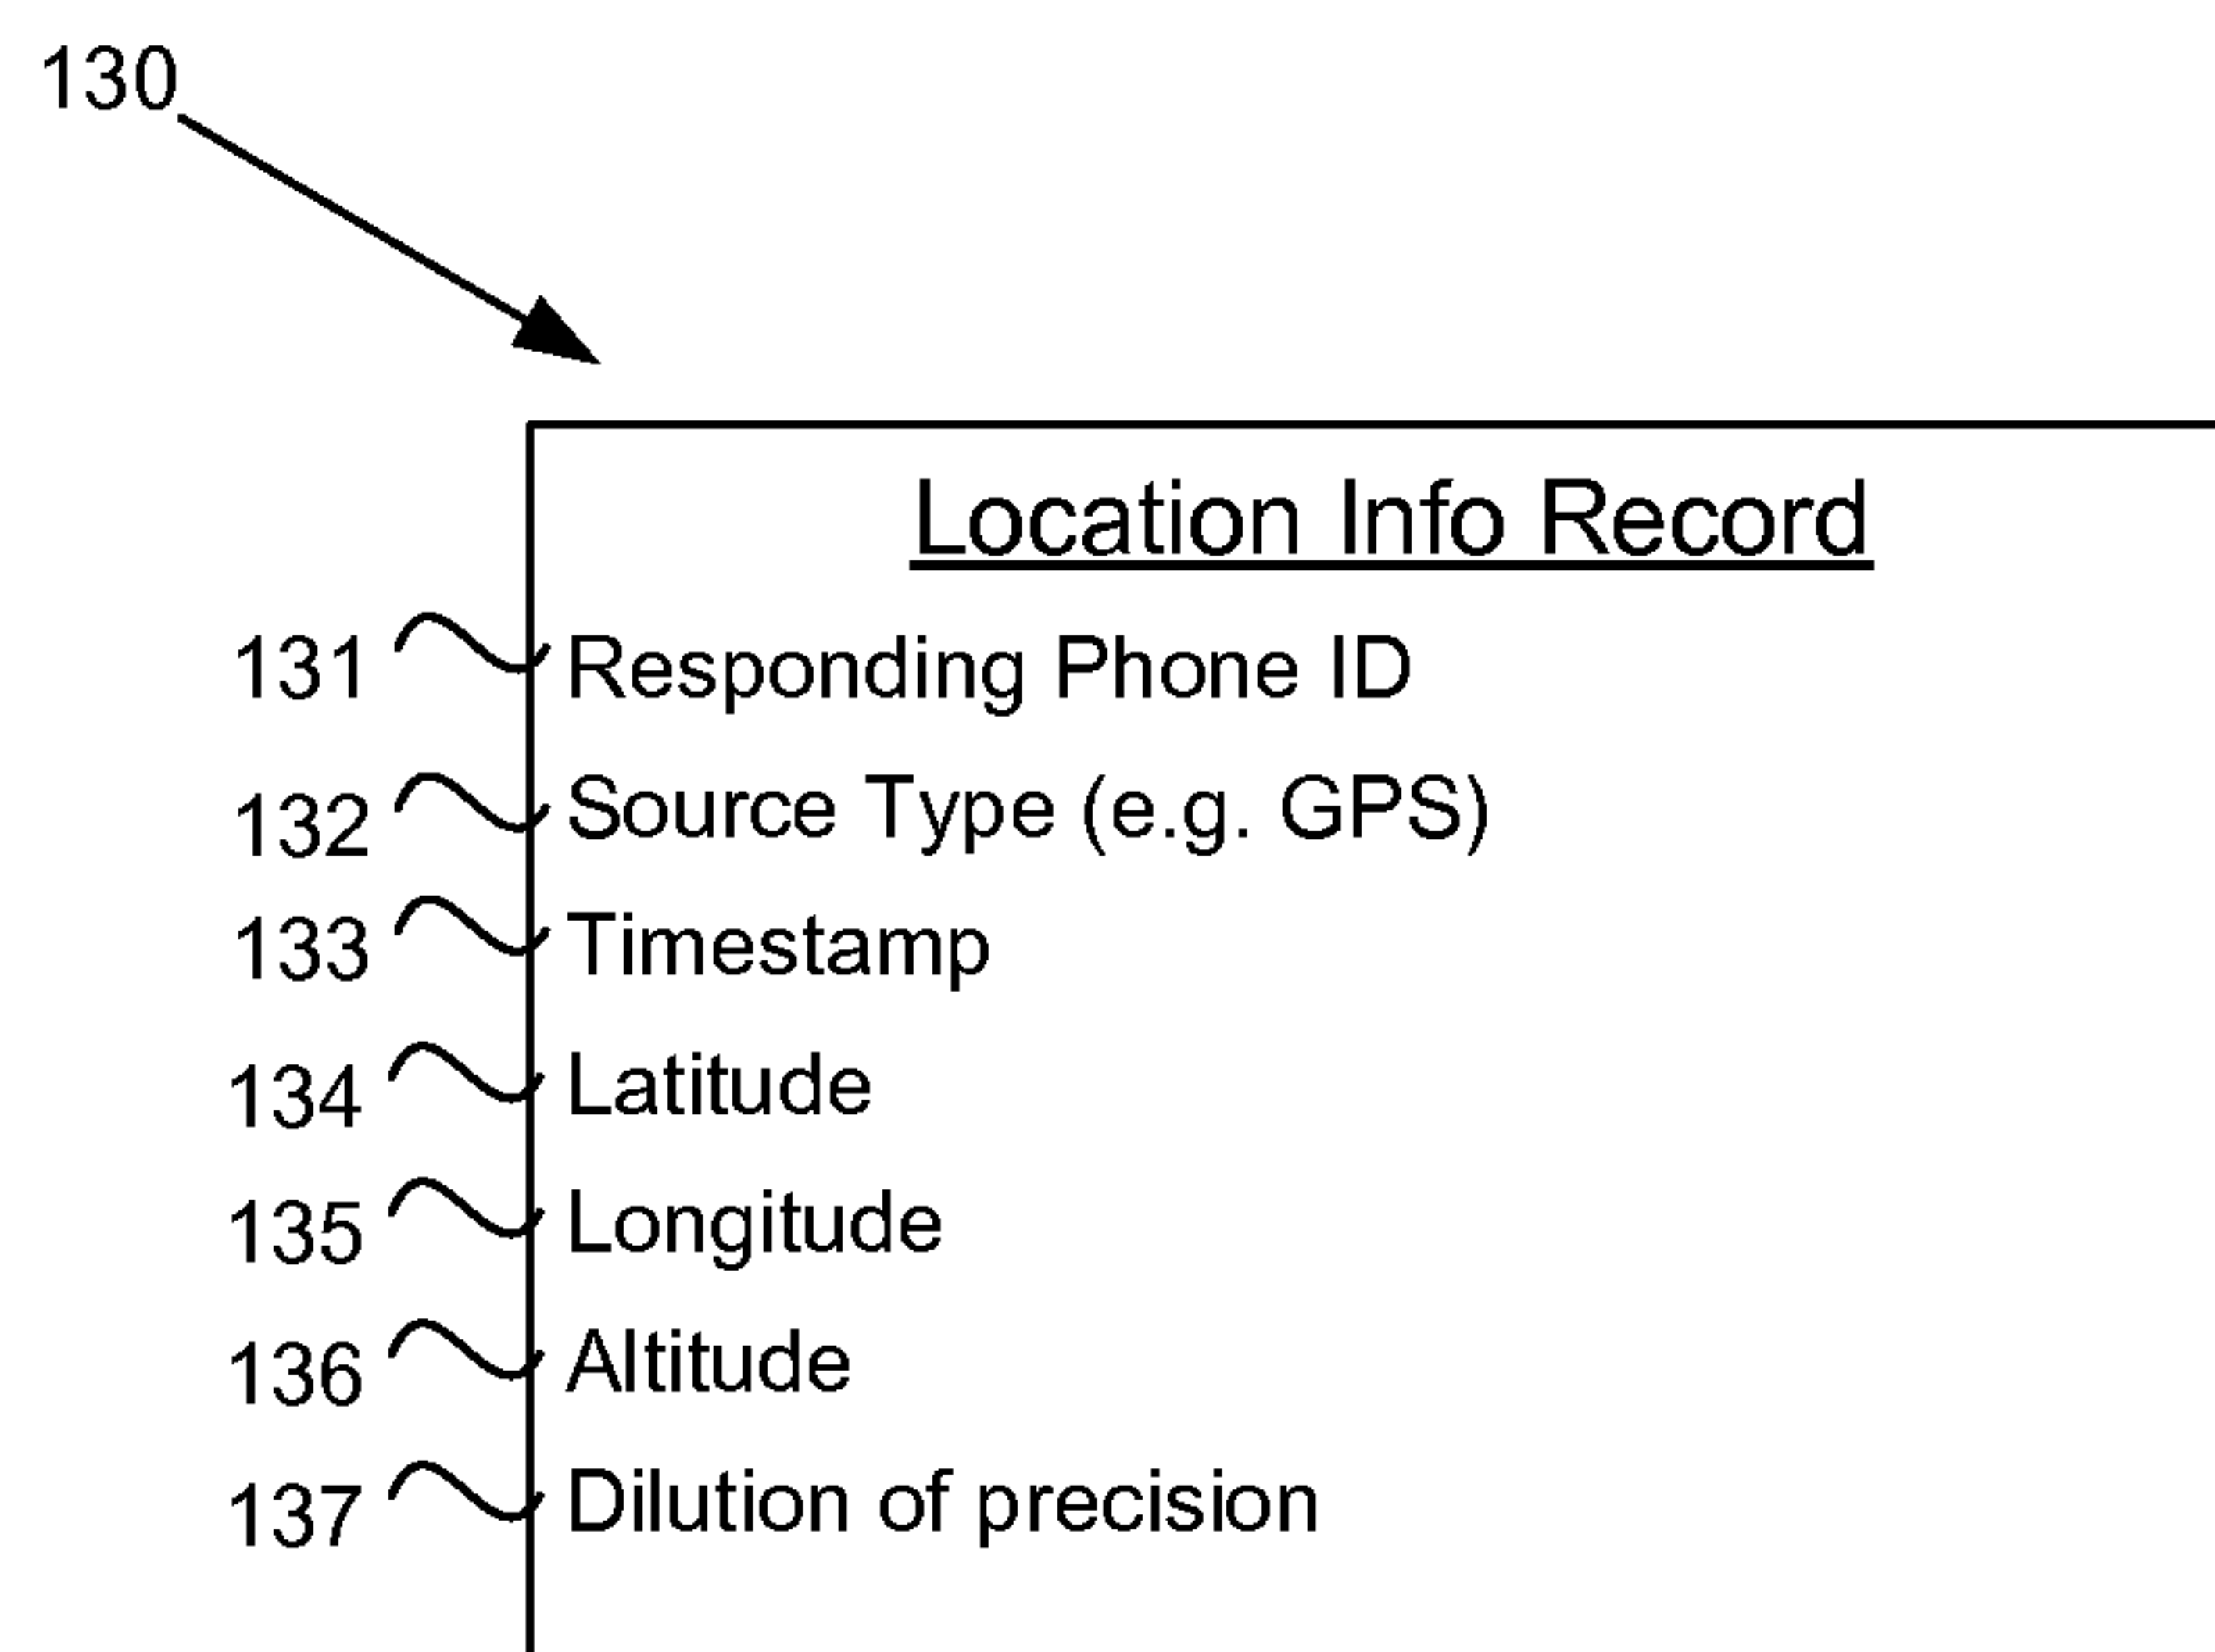 130
Location Info Record
131 Responding Phone ID
132 Source Type (e.g. GPS)
133 Timestamp
134 Latitude
135 Longitude
136 Altitude
137 Dilution of precision